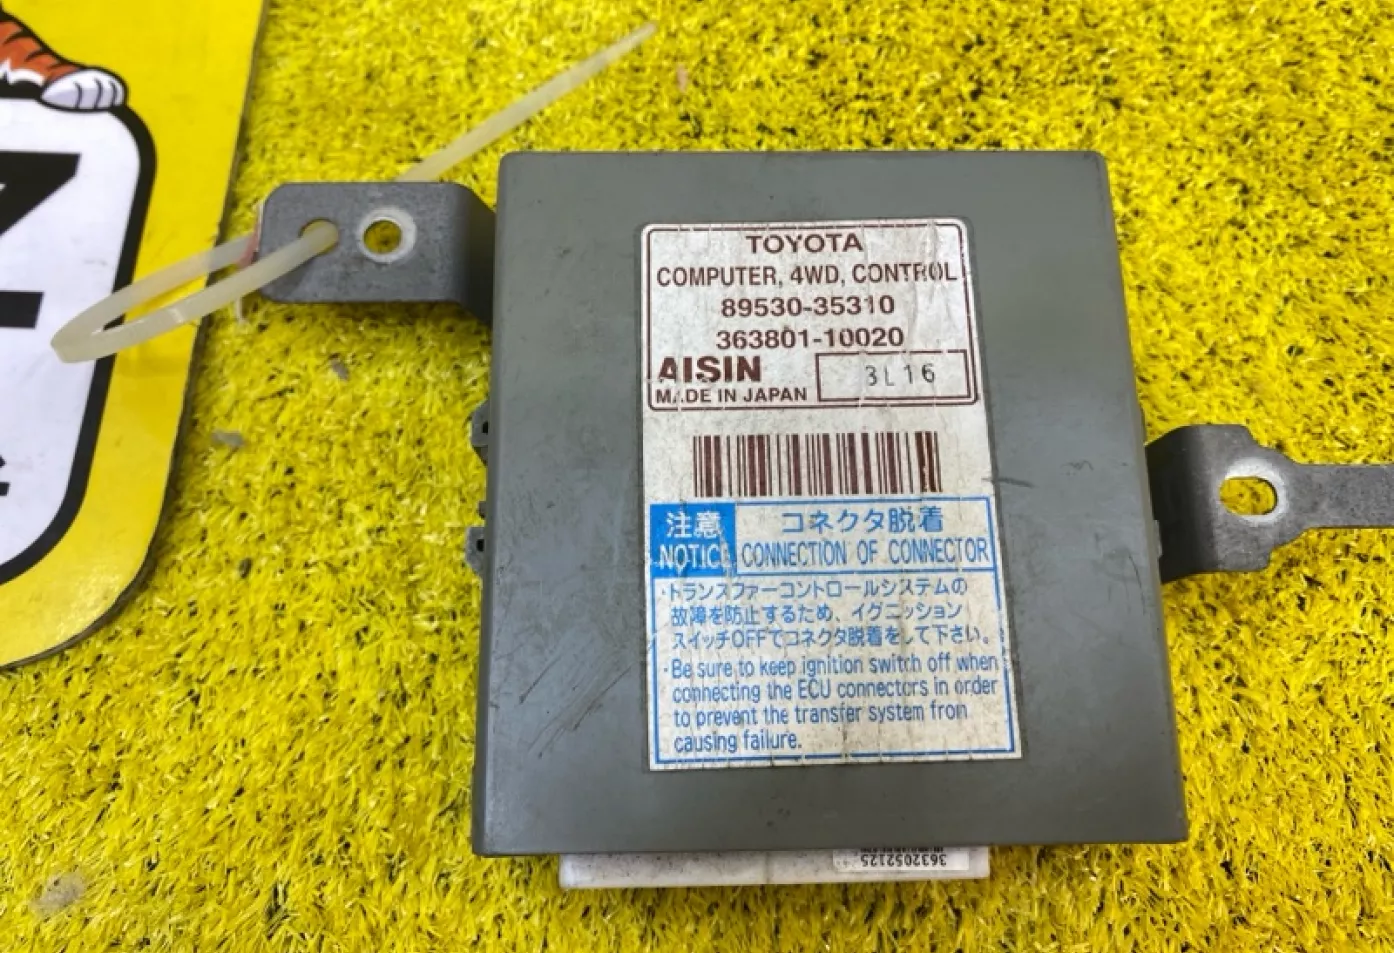 TOYOTA
COMPUTER, 4WD, CONTROL
89530-35310
363801-10020
AISIN
3L16
MADE IN JAPAN
注意
NOTICE
コネクタ脱着
CONNECTION OF CONNECTOR
・トランスファーコントロールシステムの
故障を防止するため、イグニッション
スイッチOFFでコネクタ脱着をして下さい。
・Be sure to keep ignition switch off when
connecting the ECU connectors in order
to prevent the transfer system from
causing failure.
3632052125